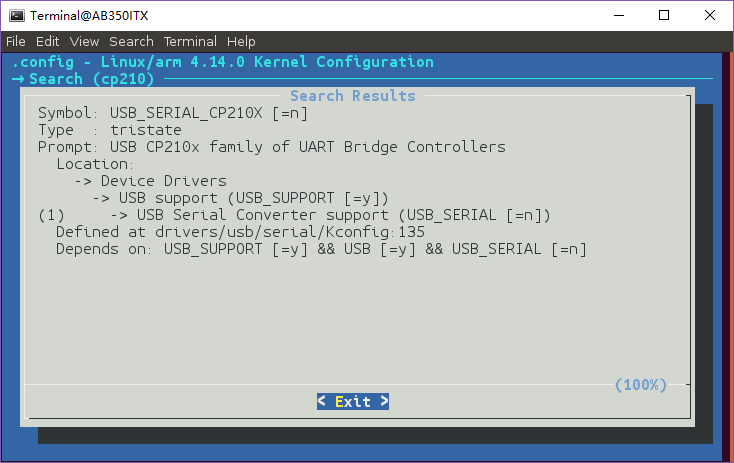 Terminal@AB350ITX
File Edit View Search Terminal Help
.config - Linux/arm 4.14.0 Kernel Configuration
→ Search (cp210)
Search Results
Symbol: USB_SERIAL_CP210X [=n]
Type  : tristate
Prompt: USB CP210x family of UART Bridge Controllers
  Location:
    -> Device Drivers
      -> USB support (USB_SUPPORT [=y])
(1)     -> USB Serial Converter support (USB_SERIAL [=n])
  Defined at drivers/usb/serial/Kconfig:135
  Depends on: USB_SUPPORT [=y] && USB [=y] && USB_SERIAL [=n]
(100%)
< Exit >